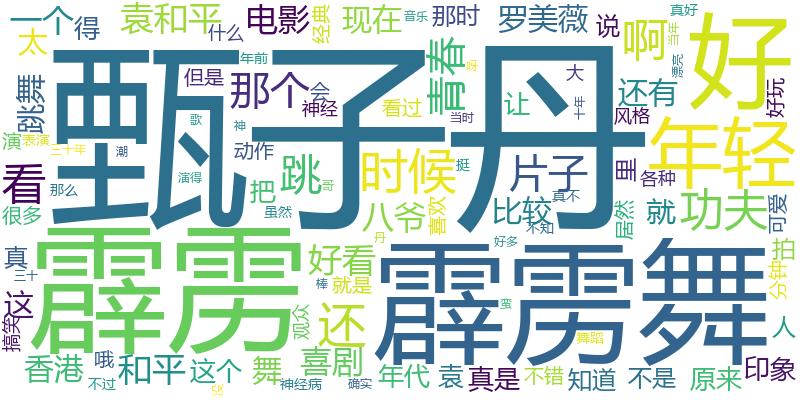 一个 得 袁和平 什么 电影 经典 现在 音乐 那时 罗美薇 说 真好 当年
太 年前 啊 漂亮 好
跳舞 甄子丹 但是 那个 会 青春 呀 大 还有 好玩
演 表演 歌 神 神经 看过 当时 让 十年 风格
三十年 潮 动作 年轻
看 那么 演得 把 跳 哥 时候 挺 片子 里 各种
很多 虽然 八爷 喜欢 比较 真不 居然 就 功夫 可爱
霹雳 丹 不知 好多 霹雳舞 拍
真 三十 好看 分钟
这 棒 就是
搞笑 观众 还 蛮 舞蹈 人
香港 哦 和平 这个 舞 喜剧 年代 袁 真是 不错 知道 不是 原来 印象
不过 这 神经病 确实